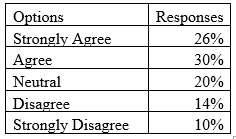 Options Responses
Strongly Agree 26%
Agree 30%
Neutral 20%
Disagree 14%
Strongly Disagree 10%